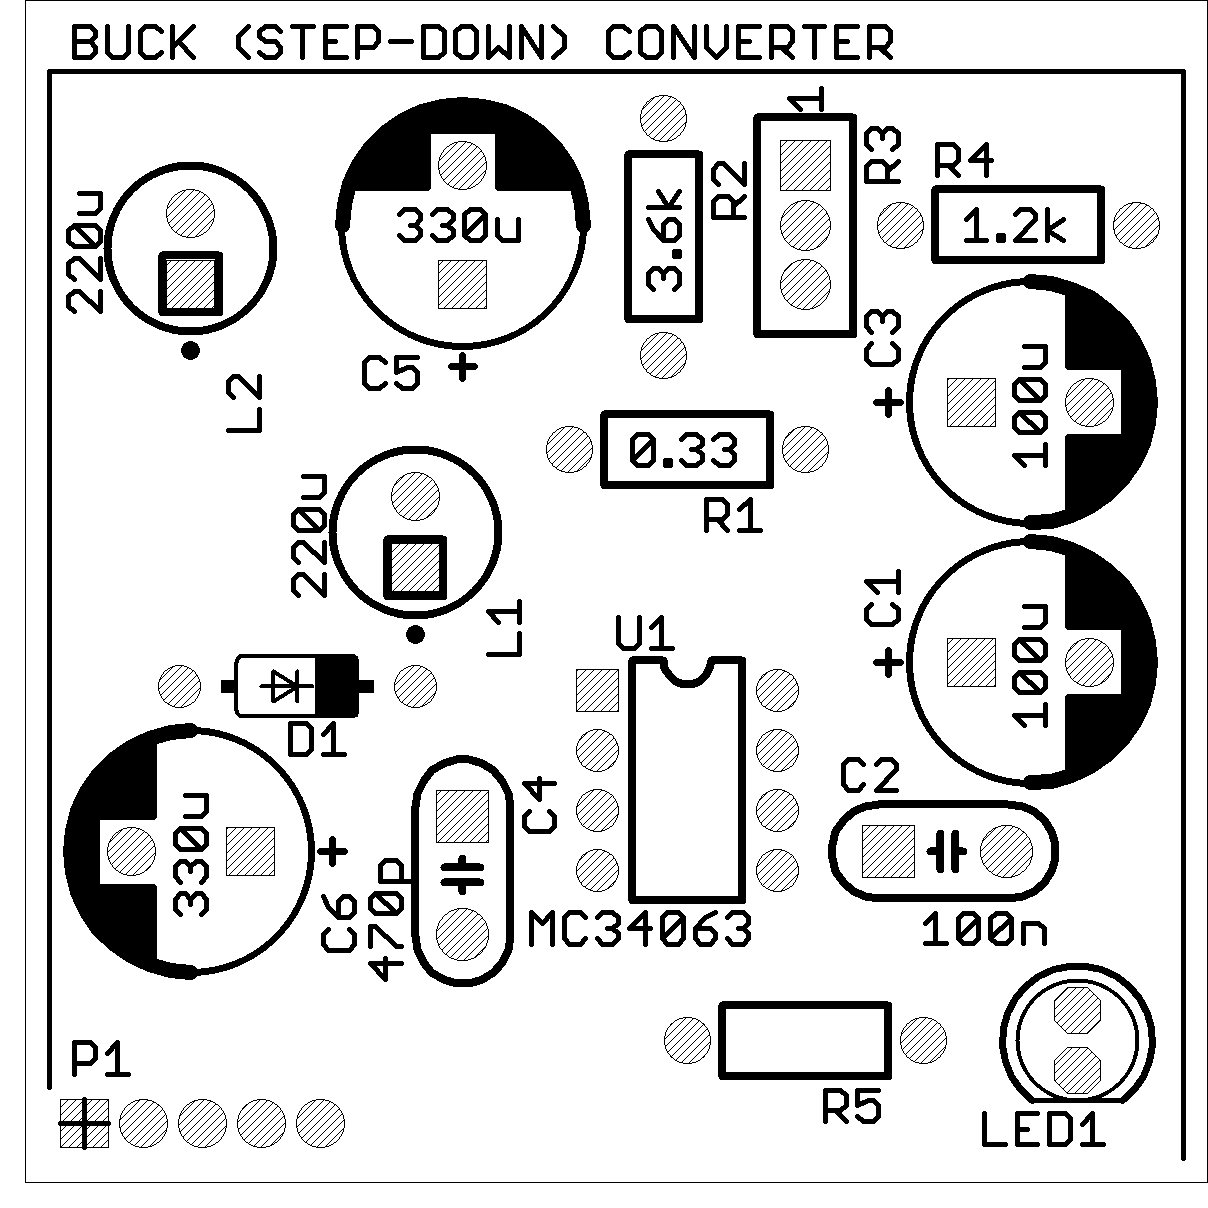 BUCK (STEP-DOWN) CONVERTER
1
R3
R4
R2
3.6k
1.2k
220u
330u
L2
C5
+
C3
+
100u
0.33
R1
220u
L1
C1
+
100u
U1
D1
C2
C4
330u
+
C6
470p
MC34063
100n
P1
R5
LED1